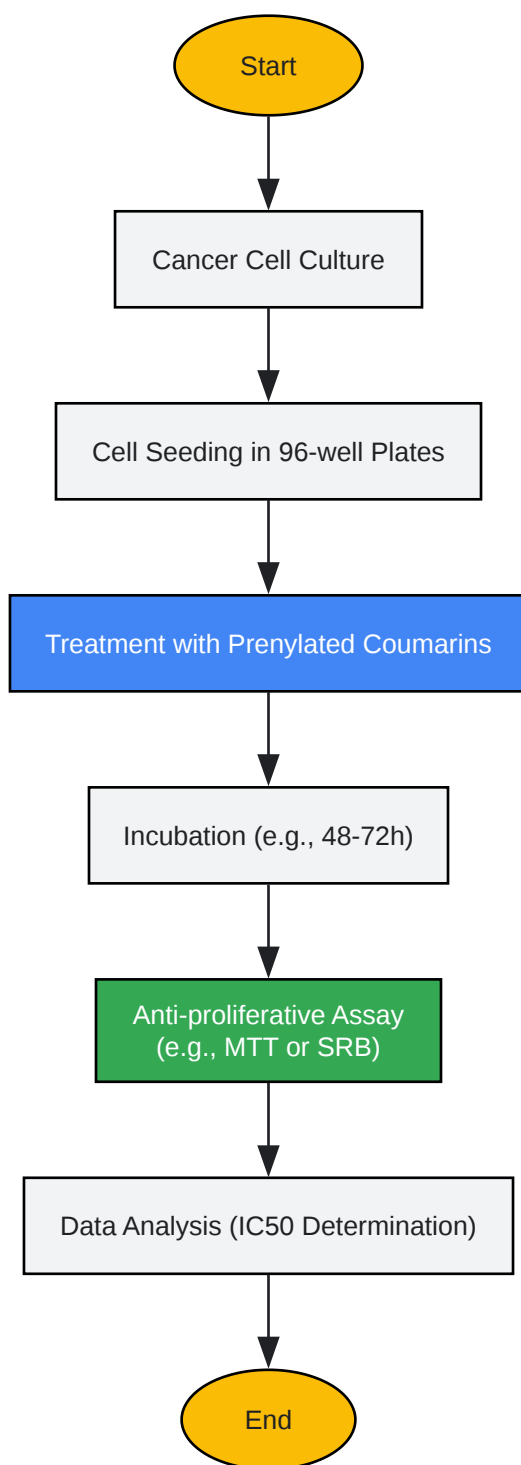 Start
Cancer Cell Culture
Cell Seeding in 96-well Plates
Treatment with Prenylated Coumarins
Incubation (e.g., 48-72h)
Anti-proliferative Assay
(e.g., MTT or SRB)
Data Analysis (IC50 Determination)
End